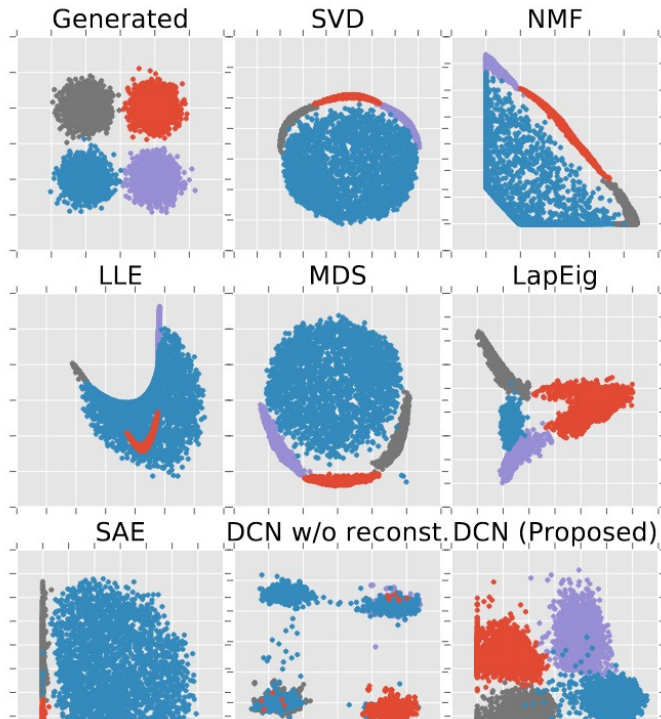 Generated SVD NMF
LLE MDS LapEig
SAE DCN w/o reconst. DCN (Proposed)